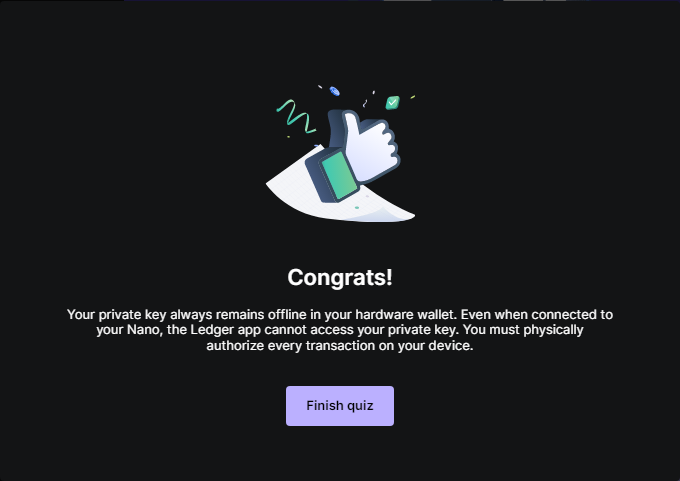 Congrats!
Your private key always remains offline in your hardware wallet. Even when connected to
your Nano, the Ledger app cannot access your private key. You must physically
authorize every transaction on your device.
Finish quiz